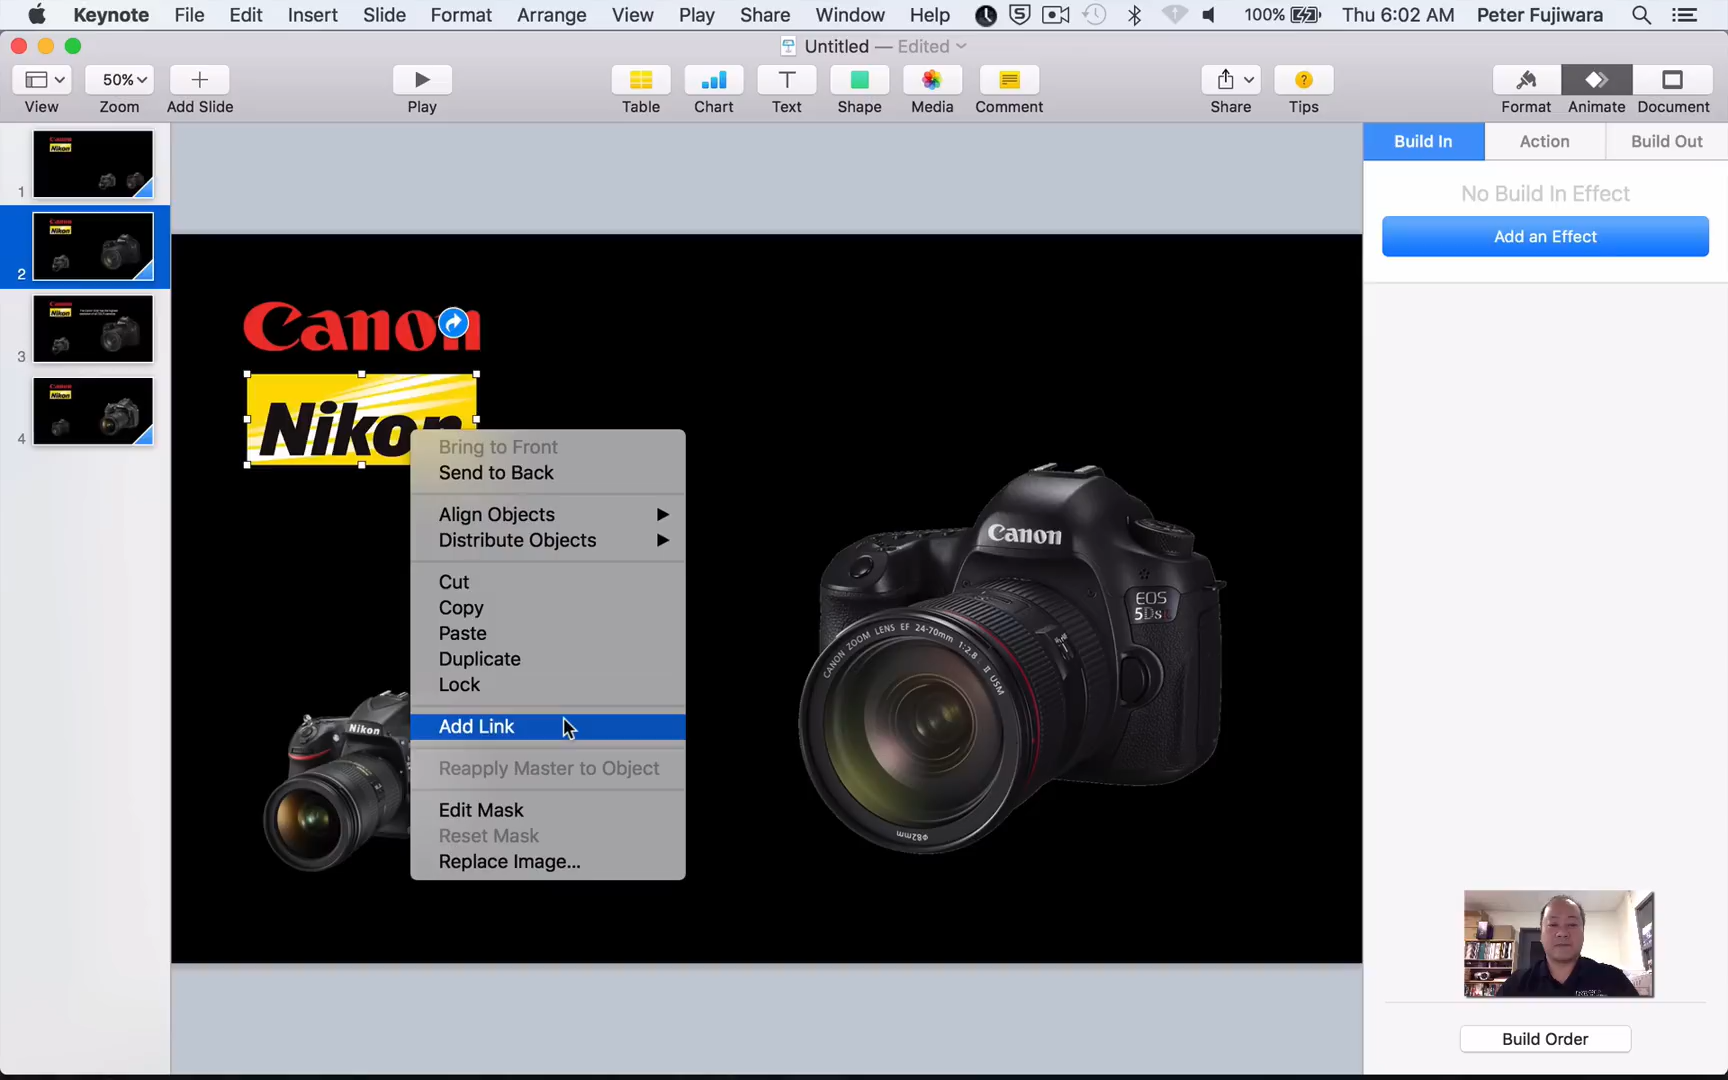 Keynote File Edit Insert Slide Format Arrange View Play Share Window Help 5 100% Thu 6:02 AM Peter Fujiwara
Untitled — Edited
50%
View Zoom Add Slide Play Table Chart Text Shape Media Comment Share Tips Format Animate Document
Build In Action Build Out
No Build In Effect
Add an Effect
1
2
3
4
Canon
Nikon
Bring to Front
Send to Back
Align Objects
Distribute Objects
Cut
Copy
Paste
Duplicate
Lock
Add Link
Reapply Master to Object
Edit Mask
Reset Mask
Replace Image...
Nikon
Canon
EOS
5Ds
CANON ZOOM LENS EF 24-70mm 1:2.8 II USM
Φ82mm
Build Order